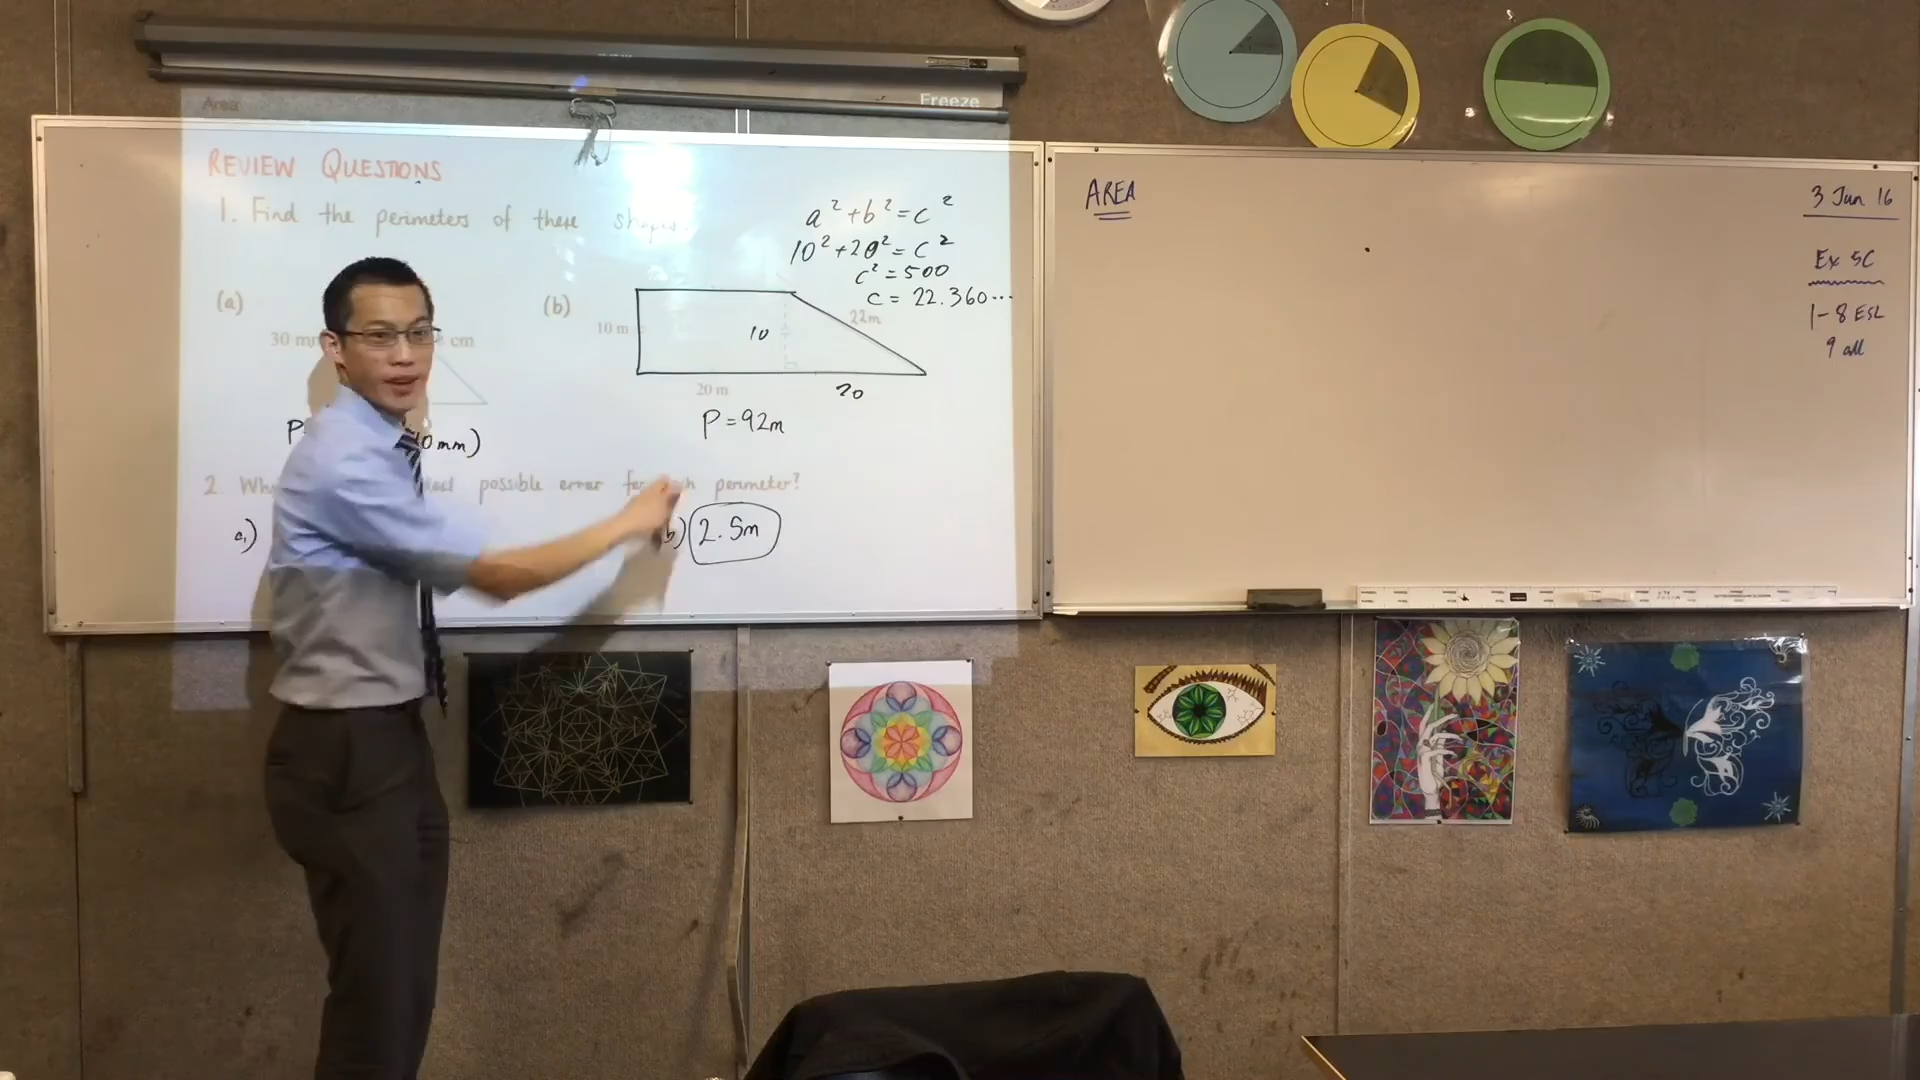 Area
Freeze
REVIEW QUESTIONS
1. Find the perimeters of these shapes.
a² + b² = c²
10² + 20² = c²
c² = 500
c = 22.360...
(a)
30
cm
P
0mm)
(b)
10 m
10
22m
20 m
20
P = 92m
2. possible error for perimeter?
a)
b) 2.5m
AREA
3 Jun 16
Ex 5C
1-8 ESL
9 all